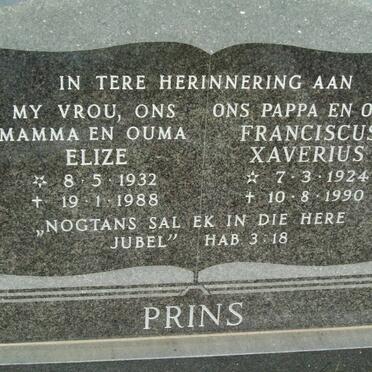 IN TERE HERINNERING AAN
MY VROU, ONS
MAMMA EN OUMA
ELIZE
☆ 8·5·1932
† 19·1·1988
ONS PAPPA EN O
FRANCISCUS
XAVERIUS
☆ 7·3·1924
† 10·8·1990
„NOGTANS SAL EK IN DIE HERE
JUBEL" HAB 3:18
PRINS